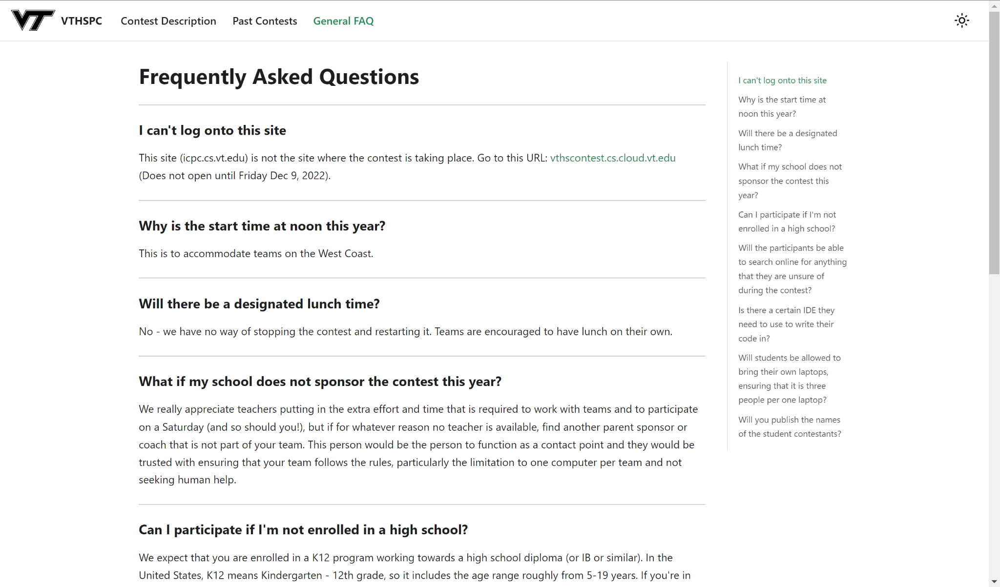 VT VTHSPC Contest Description Past Contests General FAQ
Frequently Asked Questions
I can't log onto this site
This site (icpc.cs.vt.edu) is not the site where the contest is taking place. Go to this URL: vthscontest.cs.cloud.vt.edu
(Does not open until Friday Dec 9, 2022).
Why is the start time at noon this year?
This is to accommodate teams on the West Coast.
Will there be a designated lunch time?
No - we have no way of stopping the contest and restarting it. Teams are encouraged to have lunch on their own.
What if my school does not sponsor the contest this year?
We really appreciate teachers putting in the extra effort and time that is required to work with teams and to participate
on a Saturday (and so should you!), but if for whatever reason no teacher is available, find another parent sponsor or
coach that is not part of your team. This person would be the person to function as a contact point and they would be
trusted with ensuring that your team follows the rules, particularly the limitation to one computer per team and not
seeking human help.
Can I participate if I'm not enrolled in a high school?
We expect that you are enrolled in a K12 program working towards a high school diploma (or IB or similar). In the
United States, K12 means Kindergarten - 12th grade, so it includes the age range roughly from 5-19 years. If you're in
I can't log onto this site
Why is the start time at
noon this year?
Will there be a designated
lunch time?
What if my school does not
sponsor the contest this
year?
Can I participate if I'm not
enrolled in a high school?
Will the participants be able
to search online for anything
that they are unsure of
during the contest?
Is there a certain IDE they
need to use to write their
code in?
Will students be allowed to
bring their own laptops,
ensuring that it is three
people per one laptop?
Will you publish the names
of the student contestants?